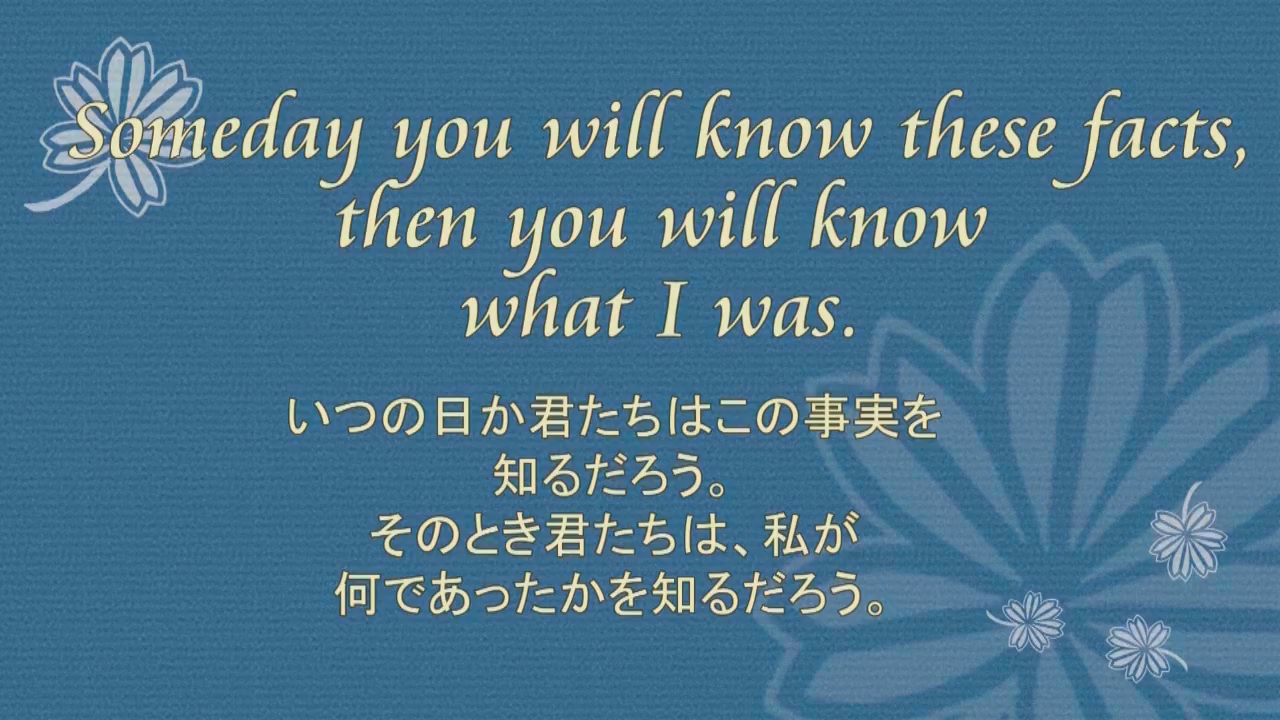 Someday you will know these facts,
then you will know
what I was.
いつの日か君たちはこの事実を
知るだろう。
そのとき君たちは、私が
何であったかを知るだろう。